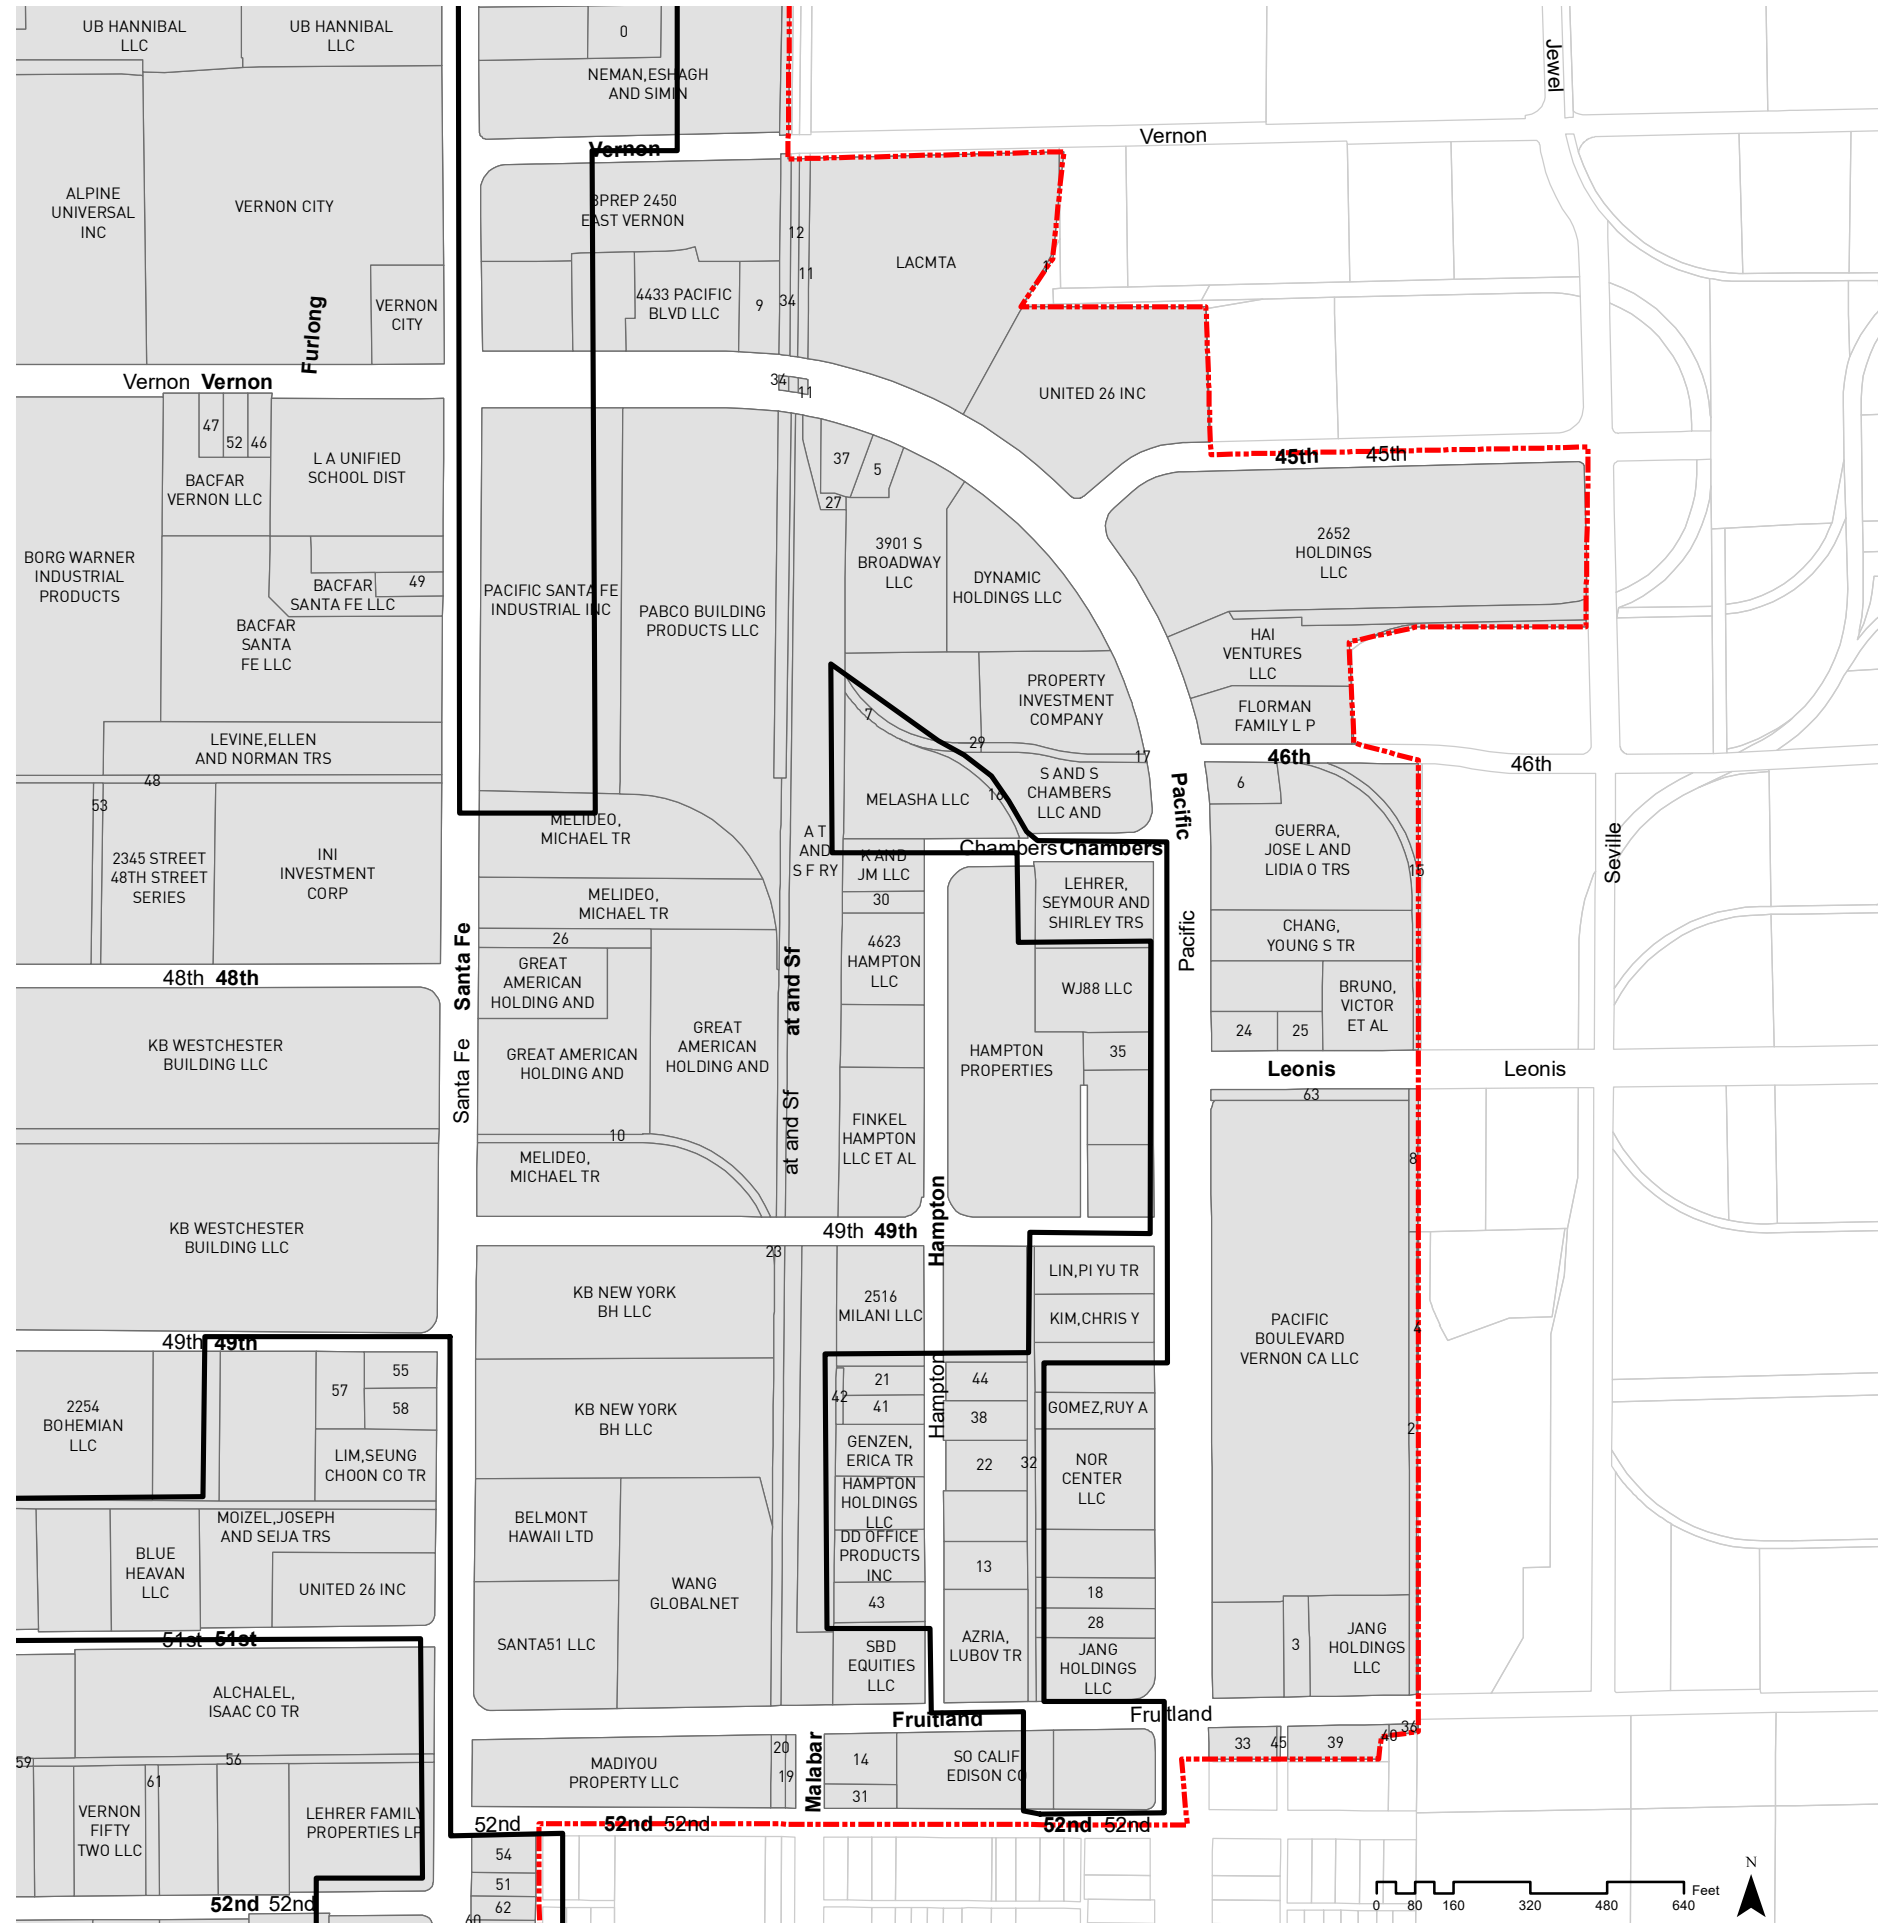 UB HANNIBAL
LLC
UB HANNIBAL
LLC
0
NEMAN,ESHAGH
AND SIMIN
Jewel
Vernon
Vernon
ALPINE
UNIVERSAL
INC
VERNON CITY
BPREP 2450
EAST VERNON
12
11
34
LACMTA
1
VERNON
CITY
4433 PACIFIC
BLVD LLC
9
Furlong
Vernon Vernon
34
11
UNITED 26 INC
47
52
46
BACFAR
VERNON LLC
L A UNIFIED
SCHOOL DIST
37
5
27
45th
45th
BORG WARNER
INDUSTRIAL
PRODUCTS
BACFAR
SANTA FE LLC
49
BACFAR
SANTA
FE LLC
PACIFIC SANTA FE
INDUSTRIAL INC
PABCO BUILDING
PRODUCTS LLC
3901 S
BROADWAY
LLC
DYNAMIC
HOLDINGS LLC
2652
HOLDINGS
LLC
HAI
VENTURES
LLC
FLORMAN
FAMILY L P
PROPERTY
INVESTMENT
COMPANY
7
29
17
LEVINE,ELLEN
AND NORMAN TRS
48
53
46th
46th
MELASHA LLC
16
S AND S
CHAMBERS
LLC AND
Pacific
6
2345 STREET
48TH STREET
SERIES
INI
INVESTMENT
CORP
MELIDEO,
MICHAEL TR
A T
AND
S F RY
K AND
JM LLC
Chambers Chambers
GUERRA,
JOSE L AND
LIDIA O TRS
15
Seville
MELIDEO,
MICHAEL TR
30
LEHRER,
SEYMOUR AND
SHIRLEY TRS
CHANG,
YOUNG S TR
Pacific
26
GREAT
AMERICAN
HOLDING AND
4623
HAMPTON
LLC
WJ88 LLC
BRUNO,
VICTOR
ET AL
24
25
48th 48th
Santa Fe
Santa Fe
at and Sf
at and Sf
KB WESTCHESTER
BUILDING LLC
GREAT AMERICAN
HOLDING AND
GREAT
AMERICAN
HOLDING AND
HAMPTON
PROPERTIES
35
Leonis
Leonis
63
10
MELIDEO,
MICHAEL TR
FINKEL
HAMPTON
LLC ET AL
8
KB WESTCHESTER
BUILDING LLC
49th 49th
Hampton
23
KB NEW YORK
BH LLC
2516
MILANI LLC
LIN,PI YU TR
KIM,CHRIS Y
PACIFIC
BOULEVARD
VERNON CA LLC
4
49th 49th
2254
BOHEMIAN
LLC
57
55
58
LIM,SEUNG
CHOON CO TR
KB NEW YORK
BH LLC
42
21
41
Hampton
44
38
GOMEZ,RUY A
2
GENZEN,
ERICA TR
22
32
NOR
CENTER
LLC
HAMPTON
HOLDINGS
LLC
MOIZEL,JOSEPH
AND SEIJA TRS
BLUE
HEAVAN
LLC
UNITED 26 INC
BELMONT
HAWAII LTD
DD OFFICE
PRODUCTS
INC
13
18
WANG
GLOBALNET
43
28
51st 51st
SANTA51 LLC
SBD
EQUITIES
LLC
AZRIA,
LUBOV TR
JANG
HOLDINGS
LLC
3
JANG
HOLDINGS
LLC
ALCHALEL,
ISAAC CO TR
Fruitland
Fruitland
36
40
59
56
61
MADIYOU
PROPERTY LLC
20
19
Malabar
14
31
SO CALIF
EDISON CO
33
45
39
VERNON
FIFTY
TWO LLC
LEHRER FAMILY
PROPERTIES LP
52nd
52nd 52nd
52nd 52nd
54
51
62
60
52nd 52nd
N
Feet
0 80 160 320 480 640